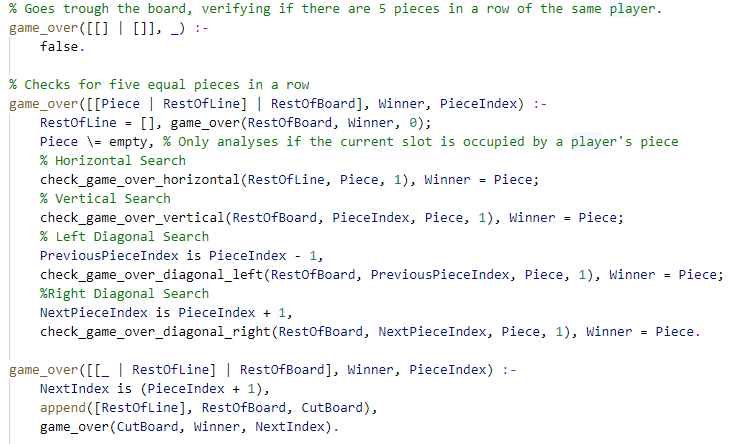 % Goes trough the board, verifying if there are 5 pieces in a row of the same player.
game_over([[] | []], _) :-
    false.

% Checks for five equal pieces in a row
game_over([[Piece | RestOfLine] | RestOfBoard], Winner, PieceIndex) :-
    RestOfLine = [], game_over(RestOfBoard, Winner, 0);
    Piece \= empty, % Only analyses if the current slot is occupied by a player's piece
    % Horizontal Search
    check_game_over_horizontal(RestOfLine, Piece, 1), Winner = Piece;
    % Vertical Search
    check_game_over_vertical(RestOfBoard, PieceIndex, Piece, 1), Winner = Piece;
    % Left Diagonal Search
    PreviousPieceIndex is PieceIndex - 1,
    check_game_over_diagonal_left(RestOfBoard, PreviousPieceIndex, Piece, 1), Winner = Piece;
    %Right Diagonal Search
    NextPieceIndex is PieceIndex + 1,
    check_game_over_diagonal_right(RestOfBoard, NextPieceIndex, Piece, 1), Winner = Piece.

game_over([[_ | RestOfLine] | RestOfBoard], Winner, PieceIndex) :-
    NextIndex is (PieceIndex + 1),
    append([RestOfLine], RestOfBoard, CutBoard),
    game_over(CutBoard, Winner, NextIndex).